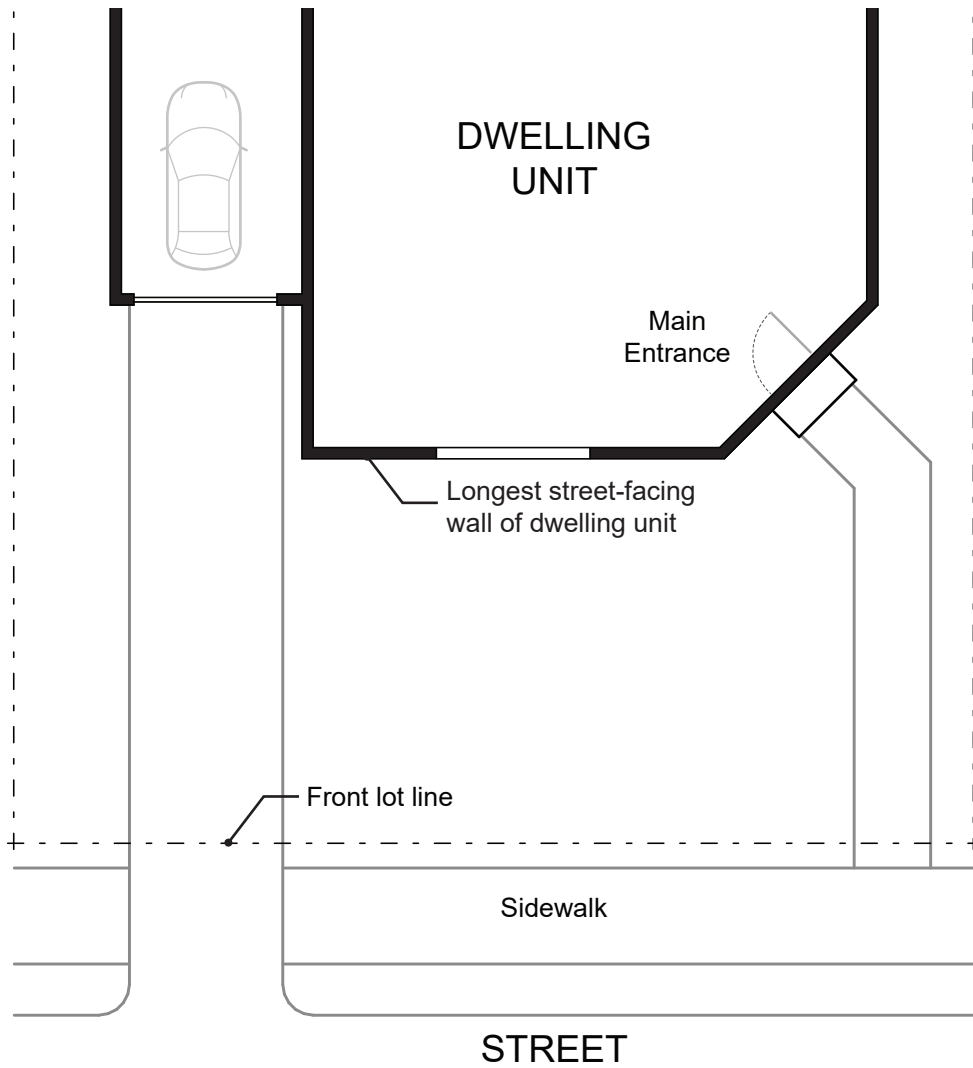 DWELLING
UNIT
Main
Entrance
Longest street-facing
wall of dwelling unit
Front lot line
Sidewalk
STREET